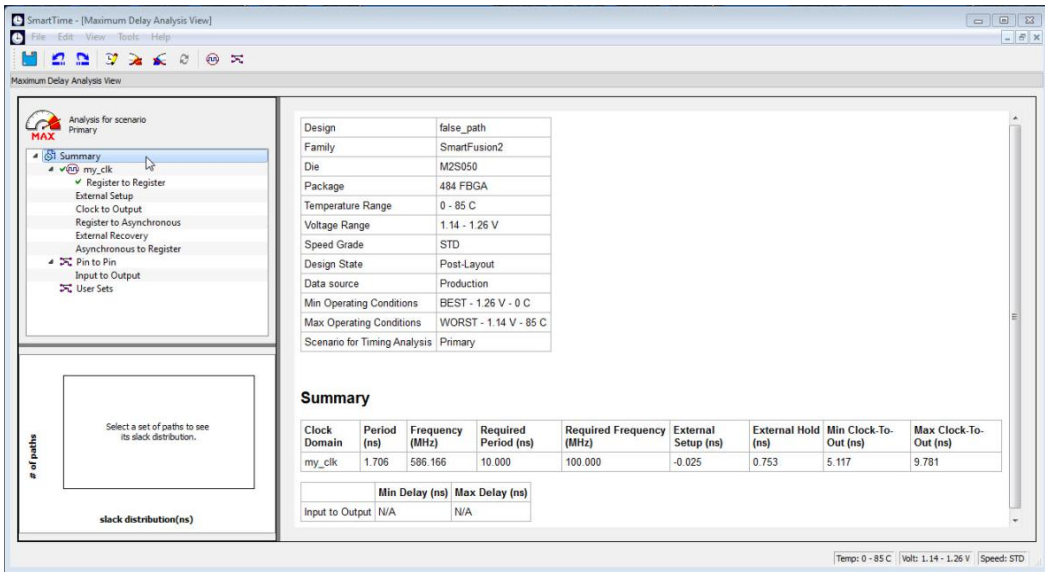 SmartTime - [Maximum Delay Analysis View]
File Edit View Tools Help
Maximum Delay Analysis View
Analysis for scenario
Primary
MAX
Summary
my_clk
Register to Register
External Setup
Clock to Output
Register to Asynchronous
External Recovery
Asynchronous to Register
Pin to Pin
Input to Output
User Sets
# of paths
Select a set of paths to see
its slack distribution.
slack distribution(ns)
Design false_path
Family SmartFusion2
Die M2S050
Package 484 FBGA
Temperature Range 0 - 85 C
Voltage Range 1.14 - 1.26 V
Speed Grade STD
Design State Post-Layout
Data source Production
Min Operating Conditions BEST - 1.26 V - 0 C
Max Operating Conditions WORST - 1.14 V - 85 C
Scenario for Timing Analysis Primary
Summary
Clock Period Frequency Required Required Frequency External External Hold Min Clock-To- Max Clock-To-
Domain (ns) (MHz) Period (ns) (MHz) Setup (ns) (ns) Out (ns) Out (ns)
my_clk 1.706 586.166 10.000 100.000 -0.025 0.753 5.117 9.781
Min Delay (ns) Max Delay (ns)
Input to Output N/A N/A
Temp: 0 - 85 C Volt: 1.14 - 1.26 V Speed: STD